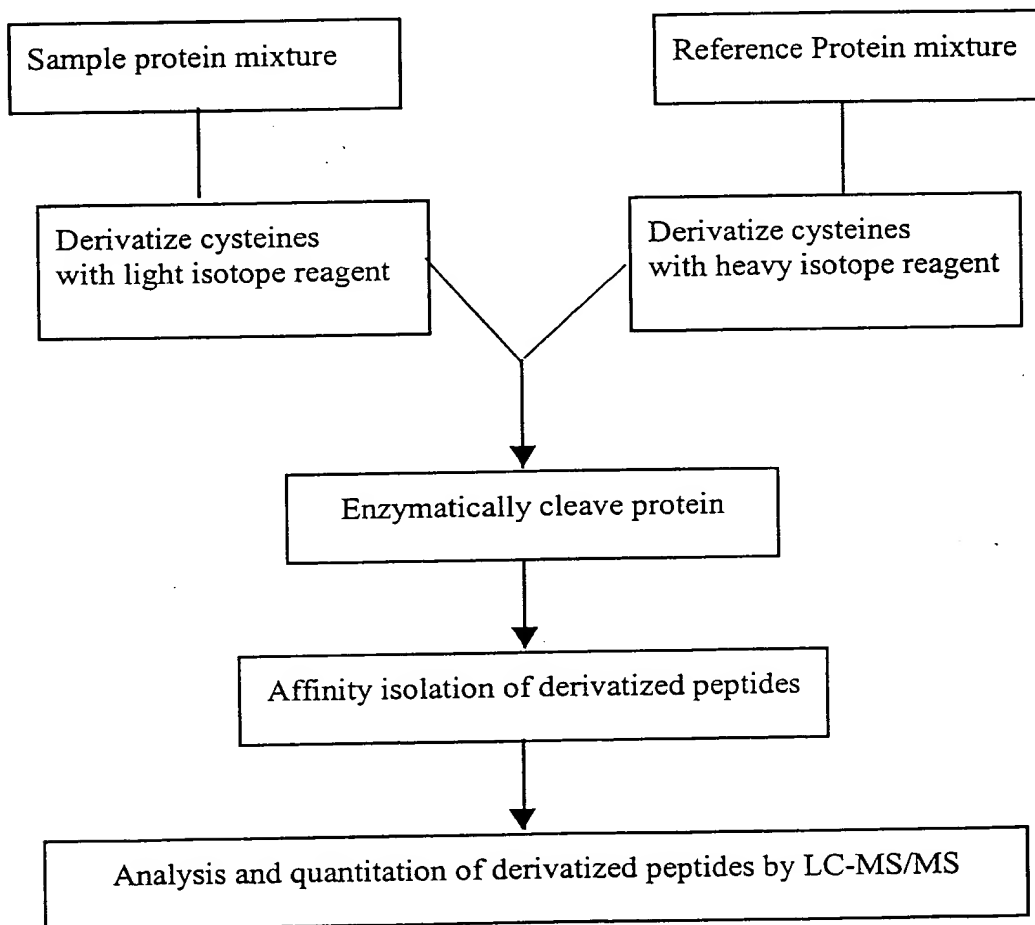 Sample protein mixture
Reference Protein mixture
Derivatize cysteines
with light isotope reagent
Derivatize cysteines
with heavy isotope reagent
Enzymatically cleave protein
Affinity isolation of derivatized peptides
Analysis and quantitation of derivatized peptides by LC-MS/MS